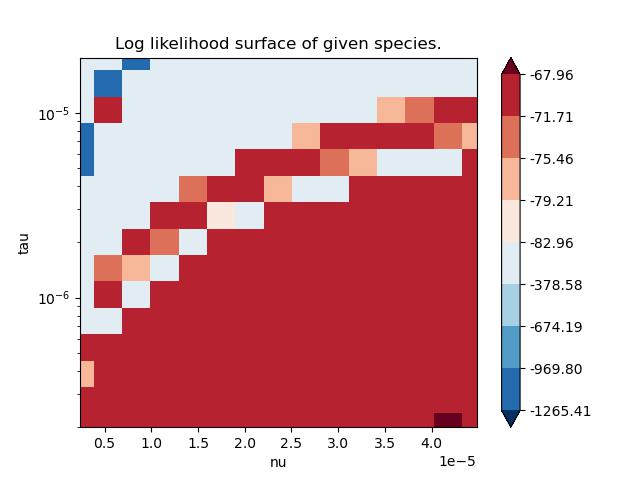 Log likelihood surface of given species.
10^-5
10^-6
tau
0.5 1.0 1.5 2.0 2.5 3.0 3.5 4.0
1e−5
nu
-67.96
-71.71
-75.46
-79.21
-82.96
-378.58
-674.19
-969.80
-1265.41